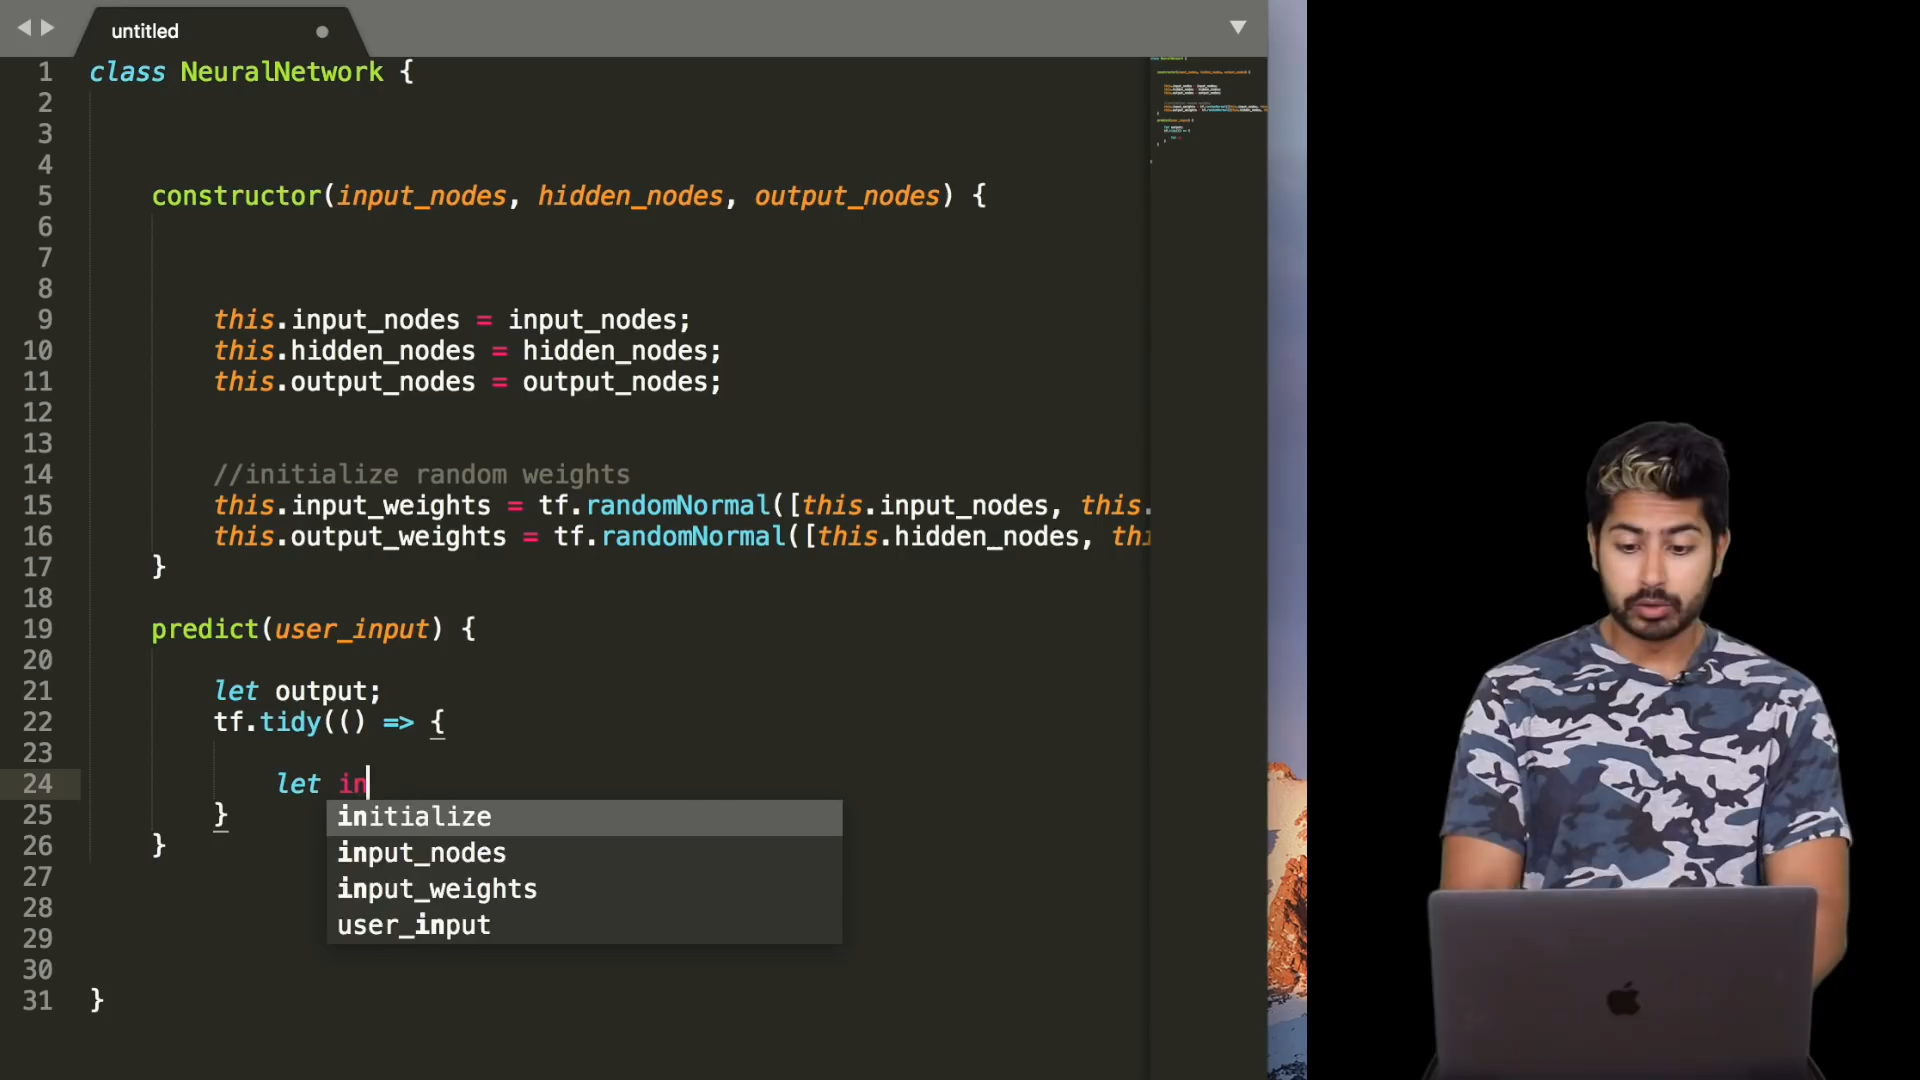 untitled
1 class NeuralNetwork {
2
3
4
5 constructor(input_nodes, hidden_nodes, output_nodes) {
6
7
8
9 this.input_nodes = input_nodes;
10 this.hidden_nodes = hidden_nodes;
11 this.output_nodes = output_nodes;
12
13
14 //initialize random weights
15 this.input_weights = tf.randomNormal([this.input_nodes, this.
16 this.output_weights = tf.randomNormal([this.hidden_nodes, thi
17 }
18
19 predict(user_input) {
20
21 let output;
22 tf.tidy(() => {
23
24 let in
25 }
26 }
27
28
29
30
31 }
initialize
input_nodes
input_weights
user_input